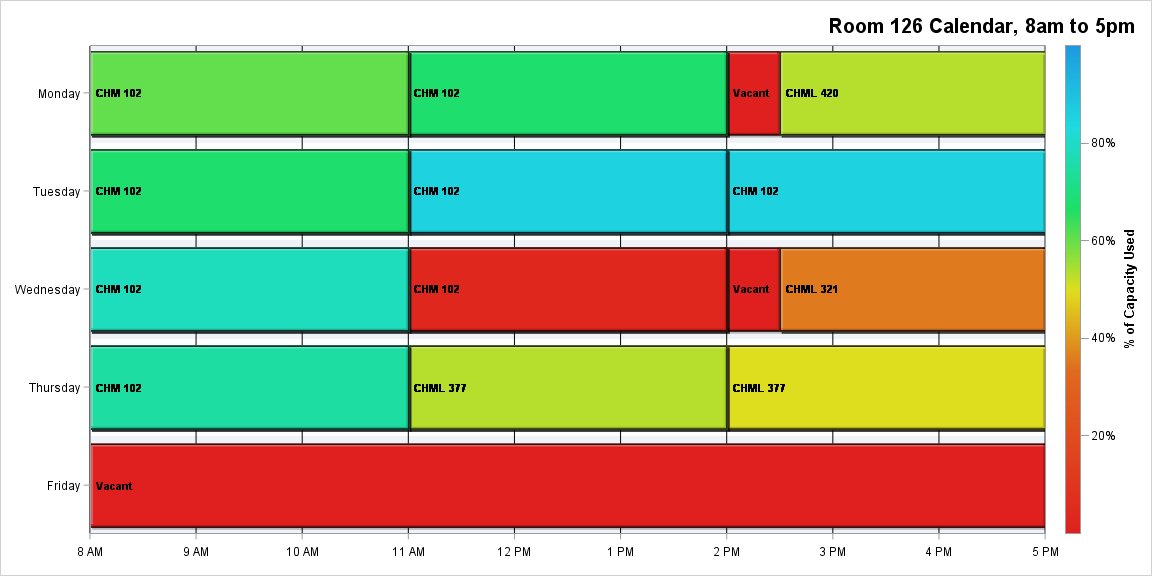 Room 126 Calendar, 8am to 5pm
Monday
CHM 102
CHM 102
Vacant
CHML 420
Tuesday
CHM 102
CHM 102
CHM 102
Wednesday
CHM 102
CHM 102
Vacant
CHML 321
Thursday
CHM 102
CHML 377
CHML 377
Friday
Vacant
8 AM 9 AM 10 AM 11 AM 12 PM 1 PM 2 PM 3 PM 4 PM 5 PM
80%
60%
40%
20%
% of Capacity Used